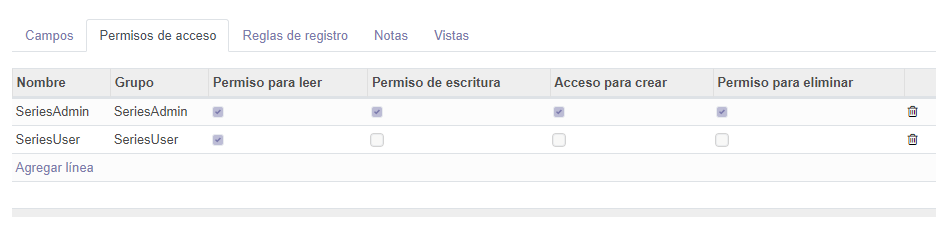 Campos Permisos de acceso Reglas de registro Notas Vistas
Nombre Grupo Permiso para leer Permiso de escritura Acceso para crear Permiso para eliminar
SeriesAdmin SeriesAdmin
SeriesUser SeriesUser
Agregar línea